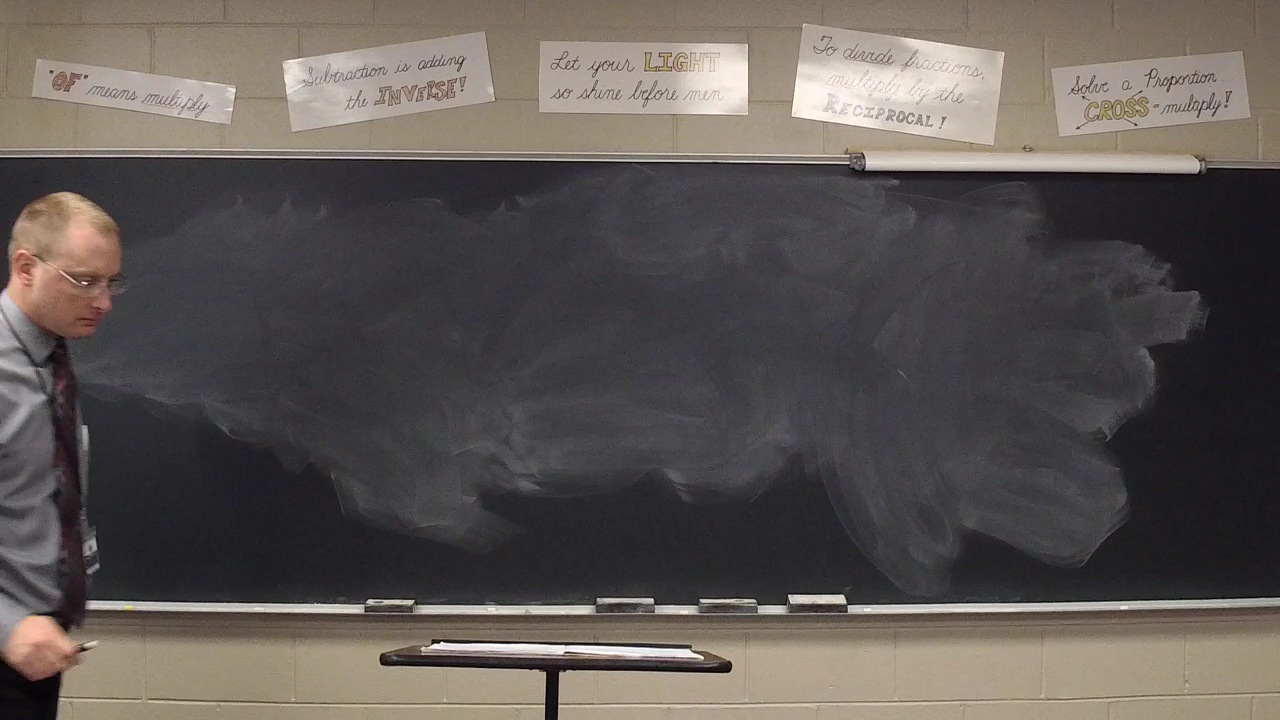 "OF" means multiply
Subtraction is adding
the INVERSE!
Let your LIGHT
so shine before men
To divide fractions,
multiply by the
RECIPROCAL!
Solve a Proportion...
CROSS-multiply!